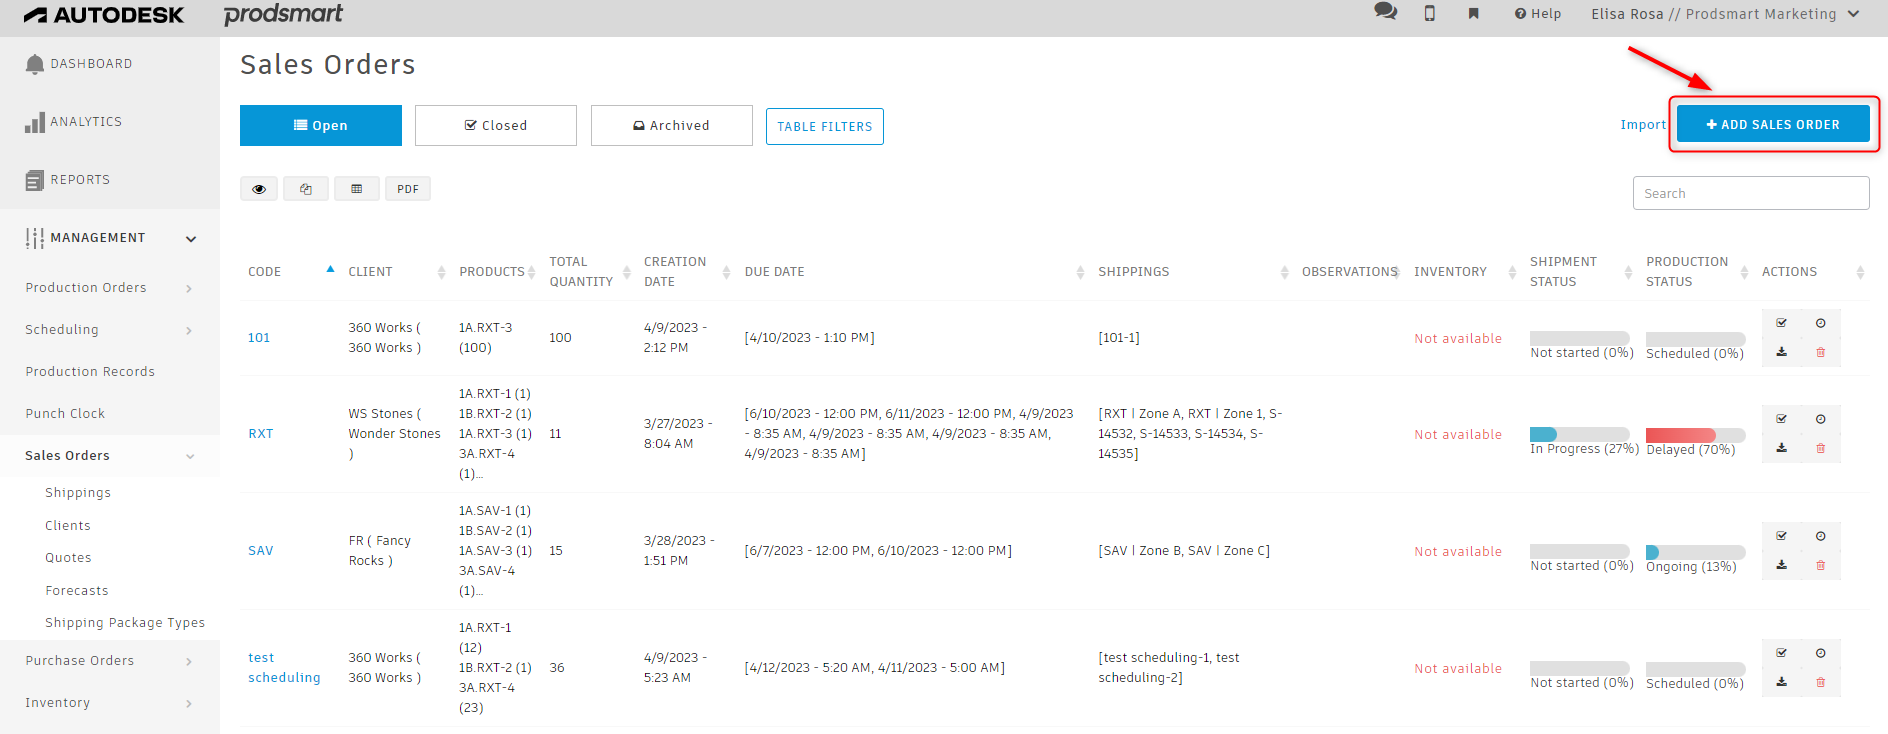 AUTODESK prodsmart
Help Elisa Rosa // Prodsmart Marketing
DASHBOARD
ANALYTICS
REPORTS
MANAGEMENT
Production Orders
Scheduling
Production Records
Punch Clock
Sales Orders
Shippings
Clients
Quotes
Forecasts
Shipping Package Types
Purchase Orders
Inventory
Sales Orders
Open Closed Archived TABLE FILTERS Import + ADD SALES ORDER
PDF Search
CODE CLIENT PRODUCTS TOTAL QUANTITY CREATION DATE DUE DATE SHIPPINGS OBSERVATIONS INVENTORY SHIPMENT STATUS PRODUCTION STATUS ACTIONS
101
360 Works (
360 Works )
1A.RXT-3
(100)
100
4/9/2023 -
2:12 PM
[4/10/2023 - 1:10 PM]
[101-1]
Not available
Not started (0%)
Scheduled (0%)
RXT
WS Stones (
Wonder Stones
)
1A.RXT-1 (1)
1B.RXT-2 (1)
1A.RXT-3 (1)
3A.RXT-4
(1)...
11
3/27/2023 -
8:04 AM
[6/10/2023 - 12:00 PM, 6/11/2023 - 12:00 PM, 4/9/2023
- 8:35 AM, 4/9/2023 - 8:35 AM, 4/9/2023 - 8:35 AM,
4/9/2023 - 8:35 AM]
[RXT | Zone A, RXT | Zone 1, S-
14532, S-14533, S-14534, S-
14535]
Not available
In Progress (27%)
Delayed (70%)
SAV
FR ( Fancy
Rocks )
1A.SAV-1 (1)
1B.SAV-2 (1)
1A.SAV-3 (1)
3A.SAV-4
(1)...
15
3/28/2023 -
1:51 PM
[6/7/2023 - 12:00 PM, 6/10/2023 - 12:00 PM]
[SAV | Zone B, SAV | Zone C]
Not available
Not started (0%)
Ongoing (13%)
test
scheduling
360 Works (
360 Works )
1A.RXT-1
(12)
1B.RXT-2 (1)
3A.RXT-4
(23)
36
4/9/2023 -
5:23 AM
[4/12/2023 - 5:20 AM, 4/11/2023 - 5:00 AM]
[test scheduling-1, test
scheduling-2]
Not available
Not started (0%)
Scheduled (0%)